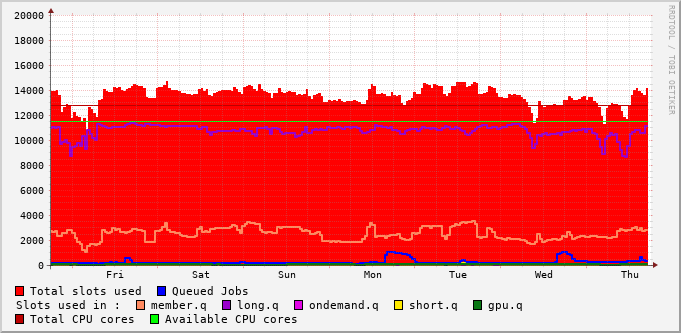 RRDTOOL / TOBI OETIKER
20000
18000
16000
14000
12000
10000
8000
6000
4000
2000
0
Fri Sat Sun Mon Tue Wed Thu
Total slots used Queued Jobs
Slots used in : member.q long.q ondemand.q short.q gpu.q
Total CPU cores Available CPU cores